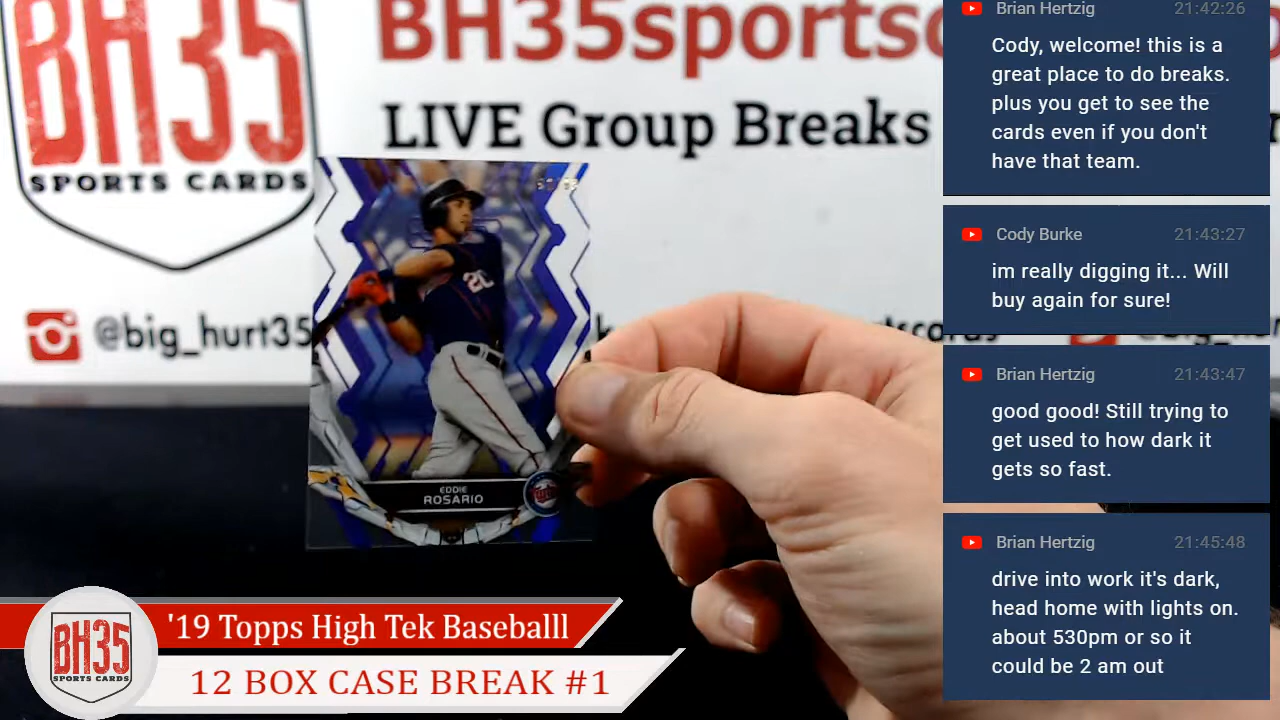 BH35
SPORTS CARDS
BH35sportsc
LIVE Group Breaks
@big_hurt35
20
EDDIE
ROSARIO
Twins
Brian Hertzig 21:42:26
Cody, welcome! this is a
great place to do breaks.
plus you get to see the
cards even if you don't
have that team.
Cody Burke 21:43:27
im really digging it... Will
buy again for sure!
Brian Hertzig 21:43:47
good good! Still trying to
get used to how dark it
gets so fast.
Brian Hertzig 21:45:48
drive into work it's dark,
head home with lights on.
about 530pm or so it
could be 2 am out
BH35
SPORTS CARDS
'19 Topps High Tek Baseballl
12 BOX CASE BREAK #1